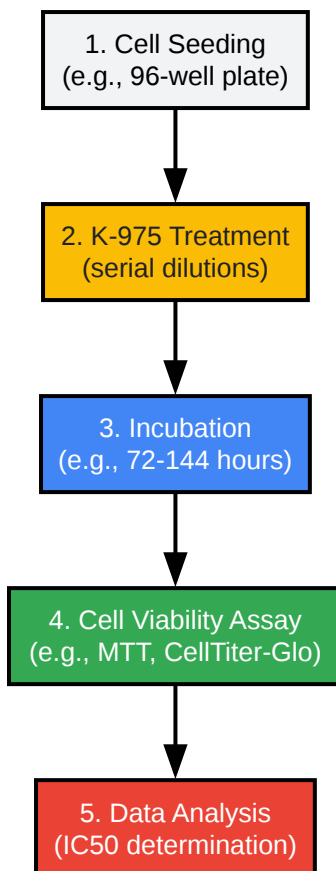 1. Cell Seeding
(e.g., 96-well plate)
2. K-975 Treatment
(serial dilutions)
3. Incubation
(e.g., 72-144 hours)
4. Cell Viability Assay
(e.g., MTT, CellTiter-Glo)
5. Data Analysis
(IC50 determination)